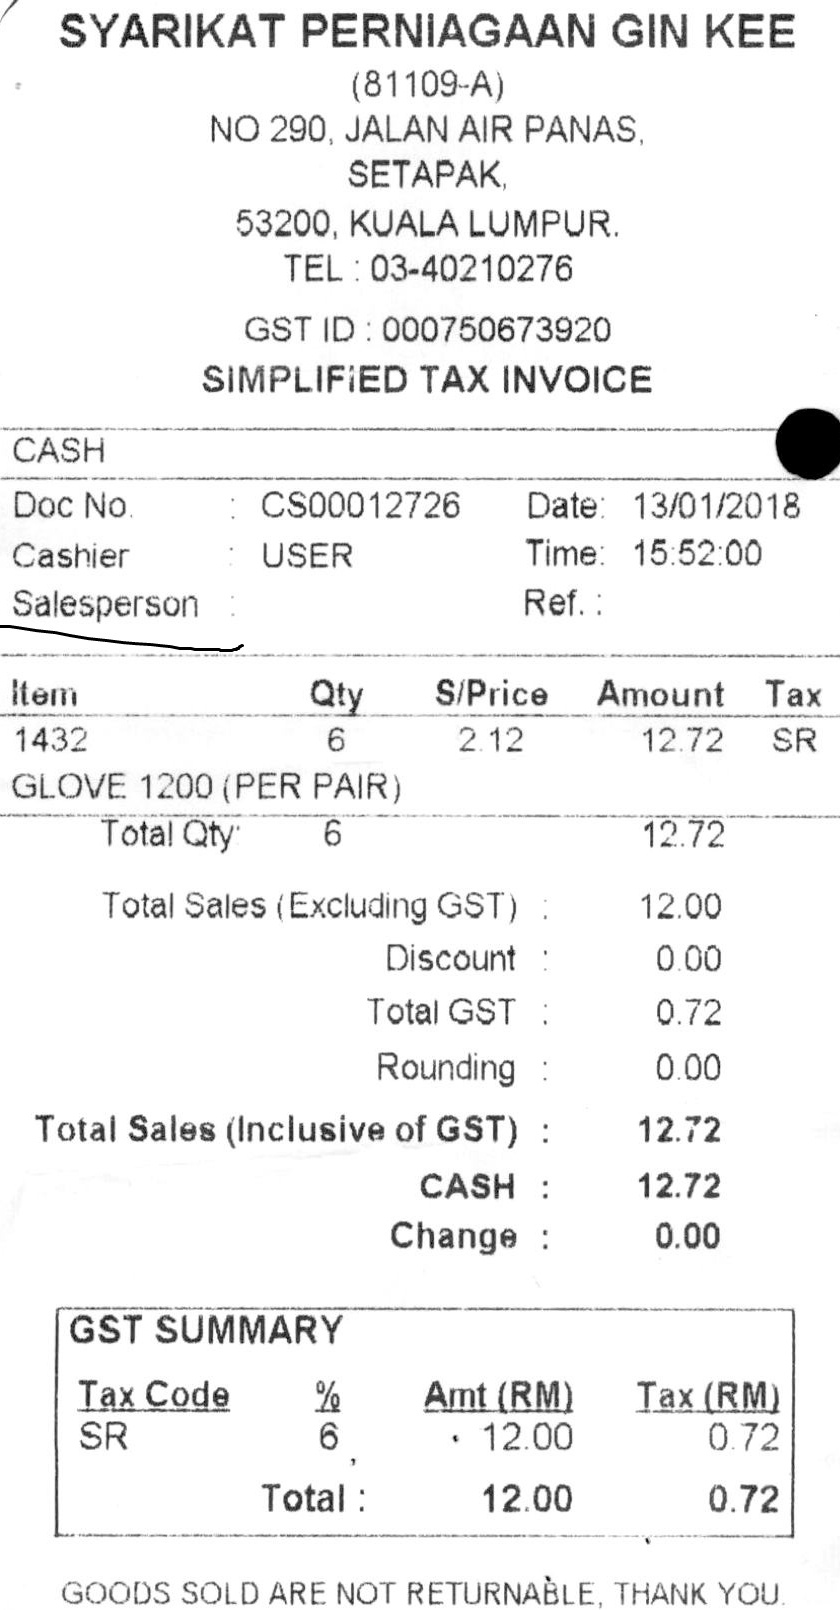 SYARIKAT PERNIAGAAN GIN KEE
(81109-A)
NO 290, JALAN AIR PANAS,
SETAPAK,
53200, KUALA LUMPUR.
TEL : 03-40210276
GST ID : 000750673920
SIMPLIFIED TAX INVOICE
CASH
Doc No. : CS00012726 Date: 13/01/2018
Cashier : USER Time: 15:52:00
Salesperson : Ref. :
Item Qty S/Price Amount Tax
1432 6 2.12 12.72 SR
GLOVE 1200 (PER PAIR)
Total Qty: 6 12.72
Total Sales (Excluding GST) : 12.00
Discount : 0.00
Total GST : 0.72
Rounding : 0.00
Total Sales (Inclusive of GST) : 12.72
CASH : 12.72
Change : 0.00
GST SUMMARY
Tax Code % Amt (RM) Tax (RM)
SR 6 12.00 0.72
Total : 12.00 0.72
GOODS SOLD ARE NOT RETURNABLE, THANK YOU.